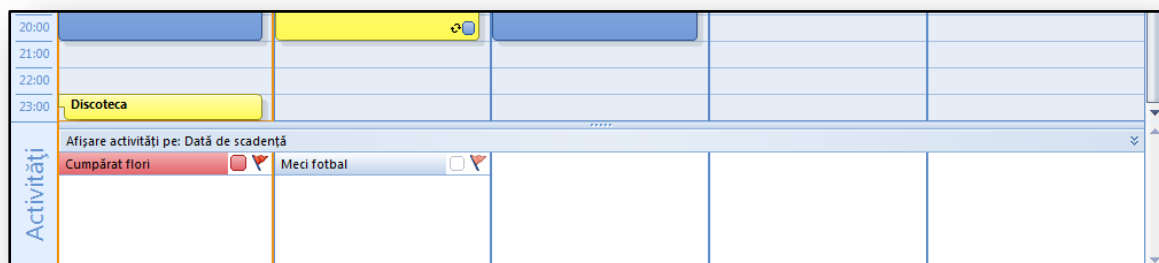 20:00
21:00
22:00
23:00 Discoteca
Activități
Afișare activități pe: Dată de scadență
Cumpărat flori Meci fotbal